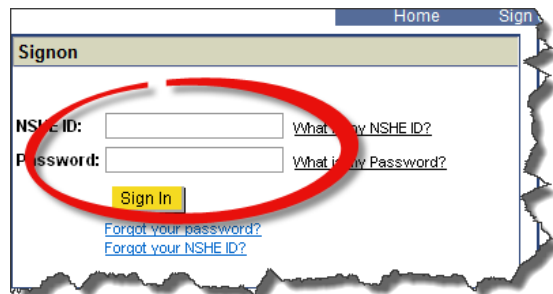 Home Sign
Signon
NSHE ID: What is my NSHE ID?
Password: What is my Password?
Sign In
Forgot your password?
Forgot your NSHE ID?